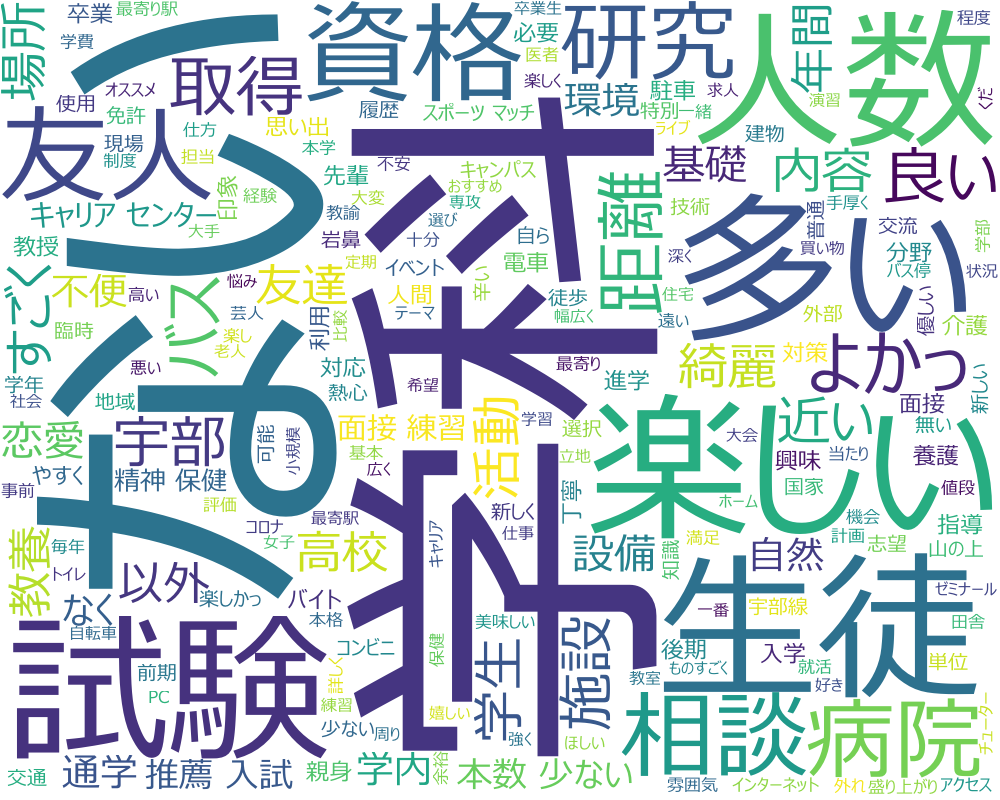 場所
卒業
最寄り駅
学費
オススメ
使用
免許
現場
仕方
制度
担当
取得
友人
資格
研究
人数
年間
卒業生
必要
医者
楽しく
環境
駐車
求人
演習
程度
くだ
履歴
スポーツ マッチ
特別
一緒
ライブ
建物
思い出
本学
不安
キャリア センター
印象
経験
先輩
キャンパス
おすすめ
専攻
大変
教諭
選び
基礎
内容
良い
手厚く
技術
普通
買い物
交流
学部
教授
大手
岩鼻
十分
自ら
距離
多い
深く
分野
バス停
状況
すごく
不便
高い
バス
悩み
友達
定期
イベント
電車
人間
辛い
徒歩
住宅
幅広く
遠い
外部
優しい
介護
臨時
芸人
利用
比較
テーマ
楽し
老人
なし
学科
学年
社会
悪い
地域
対応
熱心
希望
最寄り
進学
綺麗
対策
よかっ
新しい
恋愛
宇部
可能
小規模
面接 練習
学習
活動
選択
近い
面接
無い
大会
当たり
やすく
精神 保健
基本
広く
立地
楽しい
興味
養護
値段
国家
ホーム
事前
評価
コロナ
最寄駅
新しく
仕事
丁寧
機会
計画
志望
指導
教養
毎年
トイレ
以外
女子
高校
キャリア
設備
満足
知識
自然
山の上
ゼミナール
なく
楽しかっ
自転車
バイト
本格
美味しい
生徒
一番
宇部線
田舎
試験
前期
PC
コンビニ
保健
学生
施設
教室
後期
入学
ものすごく
就活
好き
単位
詳しく
練習
少ない
周り
嬉しい
強く
ほしい
相談
病院
チューター
交通
通学
推薦 入試
親身
学内
余裕
本数 少ない
雰囲気
インターネット
外れ
盛り上がり
アクセス